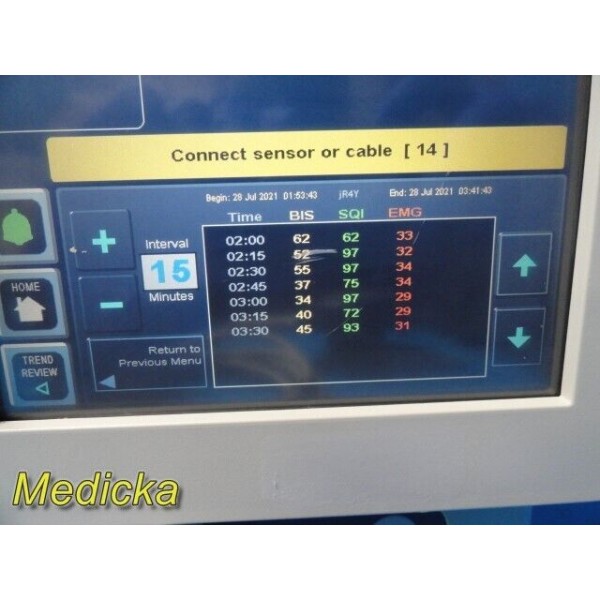 Connect sensor or cable [ 14 ]
Begin: 28 Jul 2021 01:53:43 jR4Y End: 28 Jul 2021 03:41:43
Time BIS SQI EMG
02:00 62 62 33
02:15 52 97 32
02:30 55 97 34
02:45 37 75 34
03:00 34 97 29
03:15 40 72 29
03:30 45 93 31
+
Interval
15
Minutes
-
Return to
Previous Menu
HOME
TREND
REVIEW
Medicka